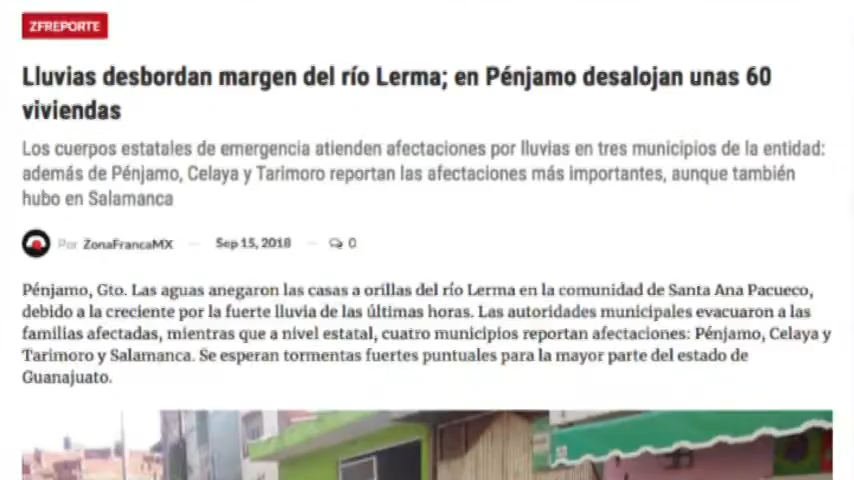 ZFREPORTE
Lluvias desbordan margen del río Lerma; en Pénjamo desalojan unas 60
viviendas
Los cuerpos estatales de emergencia atienden afectaciones por lluvias en tres municipios de la entidad:
además de Pénjamo, Celaya y Tarimoro reportan las afectaciones más importantes, aunque también
hubo en Salamanca
Por ZonaFrancaMX — Sep 15, 2018 — 0
Pénjamo, Gto. Las aguas anegaron las casas a orillas del río Lerma en la comunidad de Santa Ana Pacueco,
debido a la creciente por la fuerte lluvia de las últimas horas. Las autoridades municipales evacuaron a las
familias afectadas, mientras que a nivel estatal, cuatro municipios reportan afectaciones: Pénjamo, Celaya y
Tarimoro y Salamanca. Se esperan tormentas fuertes puntuales para la mayor parte del estado de
Guanajuato.